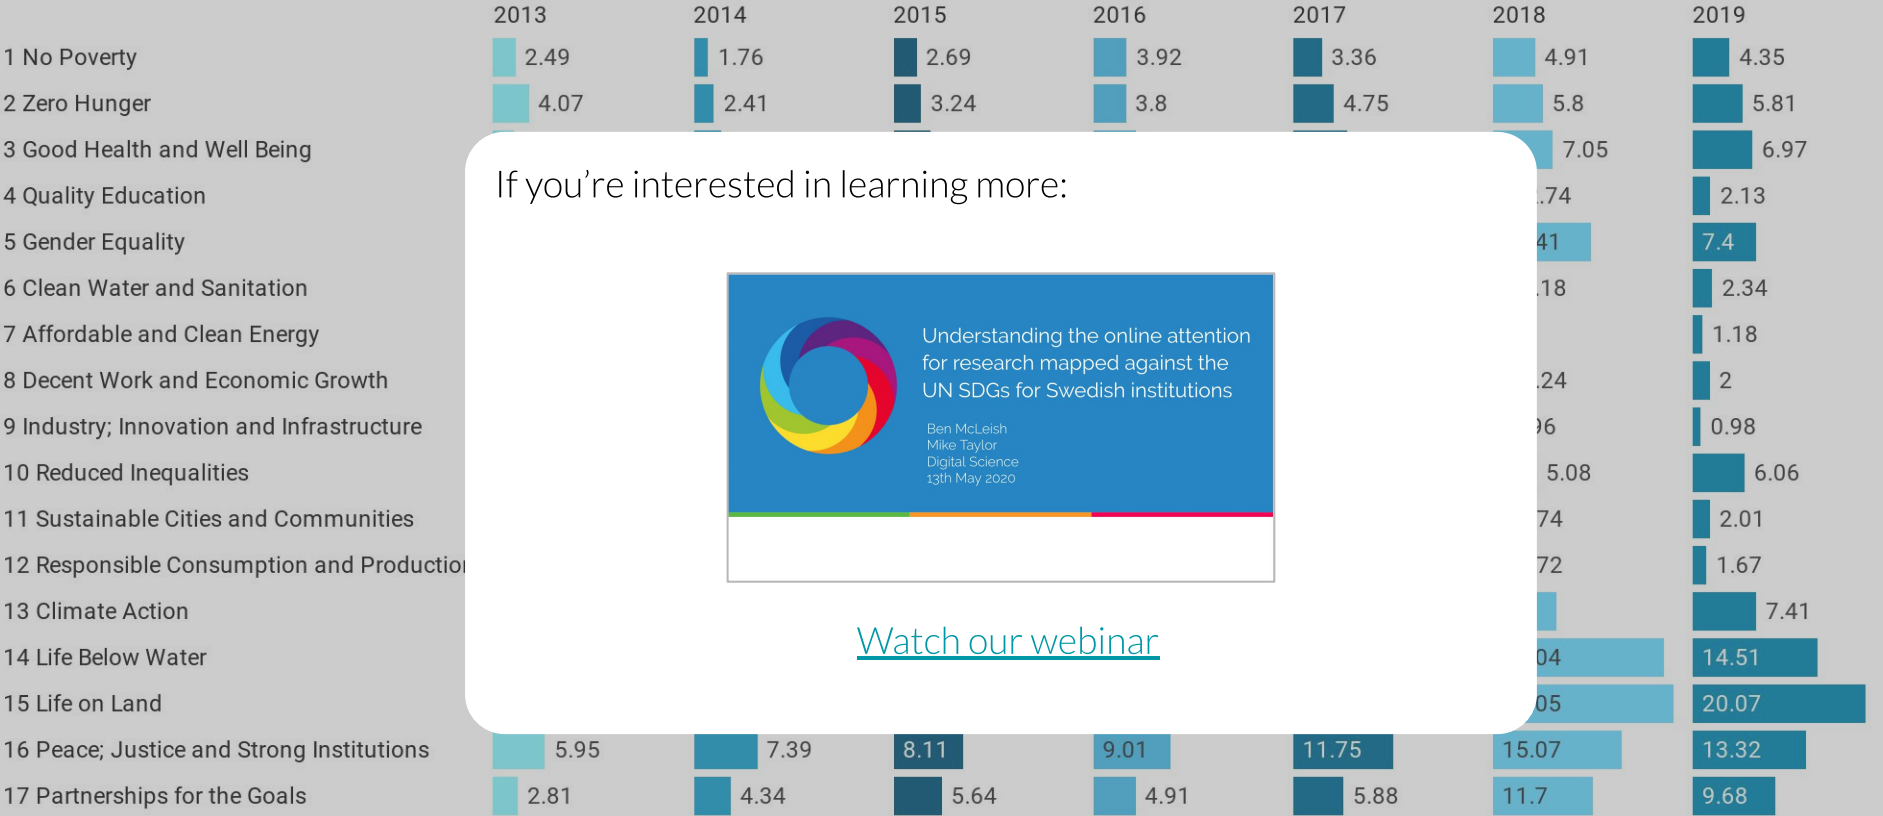 2013 2014 2015 2016 2017 2018 2019
1 No Poverty 2.49 1.76 2.69 3.92 3.36 4.91 4.35
2 Zero Hunger 4.07 2.41 3.24 3.8 4.75 5.8 5.81
3 Good Health and Well Being 7.05 6.97
4 Quality Education .74 2.13
5 Gender Equality 41 7.4
6 Clean Water and Sanitation .18 2.34
7 Affordable and Clean Energy 1.18
8 Decent Work and Economic Growth .24 2
9 Industry; Innovation and Infrastructure 96 0.98
10 Reduced Inequalities 5.08 6.06
11 Sustainable Cities and Communities 74 2.01
12 Responsible Consumption and Productio 72 1.67
13 Climate Action 7.41
14 Life Below Water 04 14.51
15 Life on Land 05 20.07
16 Peace; Justice and Strong Institutions 5.95 7.39 8.11 9.01 11.75 15.07 13.32
17 Partnerships for the Goals 2.81 4.34 5.64 4.91 5.88 11.7 9.68
If you're interested in learning more:
Understanding the online attention
for research mapped against the
UN SDGs for Swedish institutions
Ben McLeish
Mike Taylor
Digital Science
13th May 2020
Watch our webinar